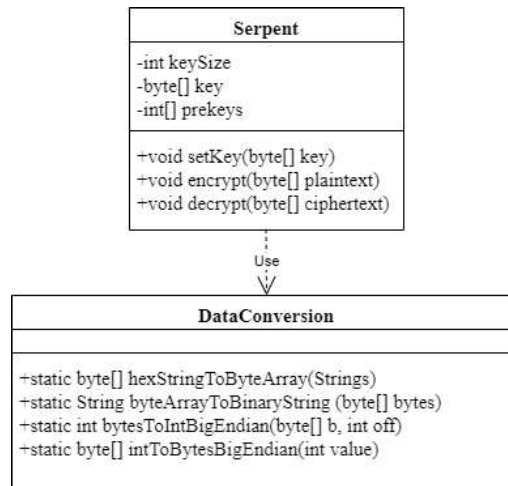 Serpent
-int keySize
-byte[] key
-int[] prekeys
+void setKey(byte[] key)
+void encrypt(byte[] plaintext)
+void decrypt(byte[] ciphertext)
Use
DataConversion
+static byte[] hexStringToByteArray(Strings)
+static String byteArrayToBinaryString (byte[] bytes)
+static int bytesToIntBigEndian(byte[] b, int off)
+static byte[] intToBytesBigEndian(int value)